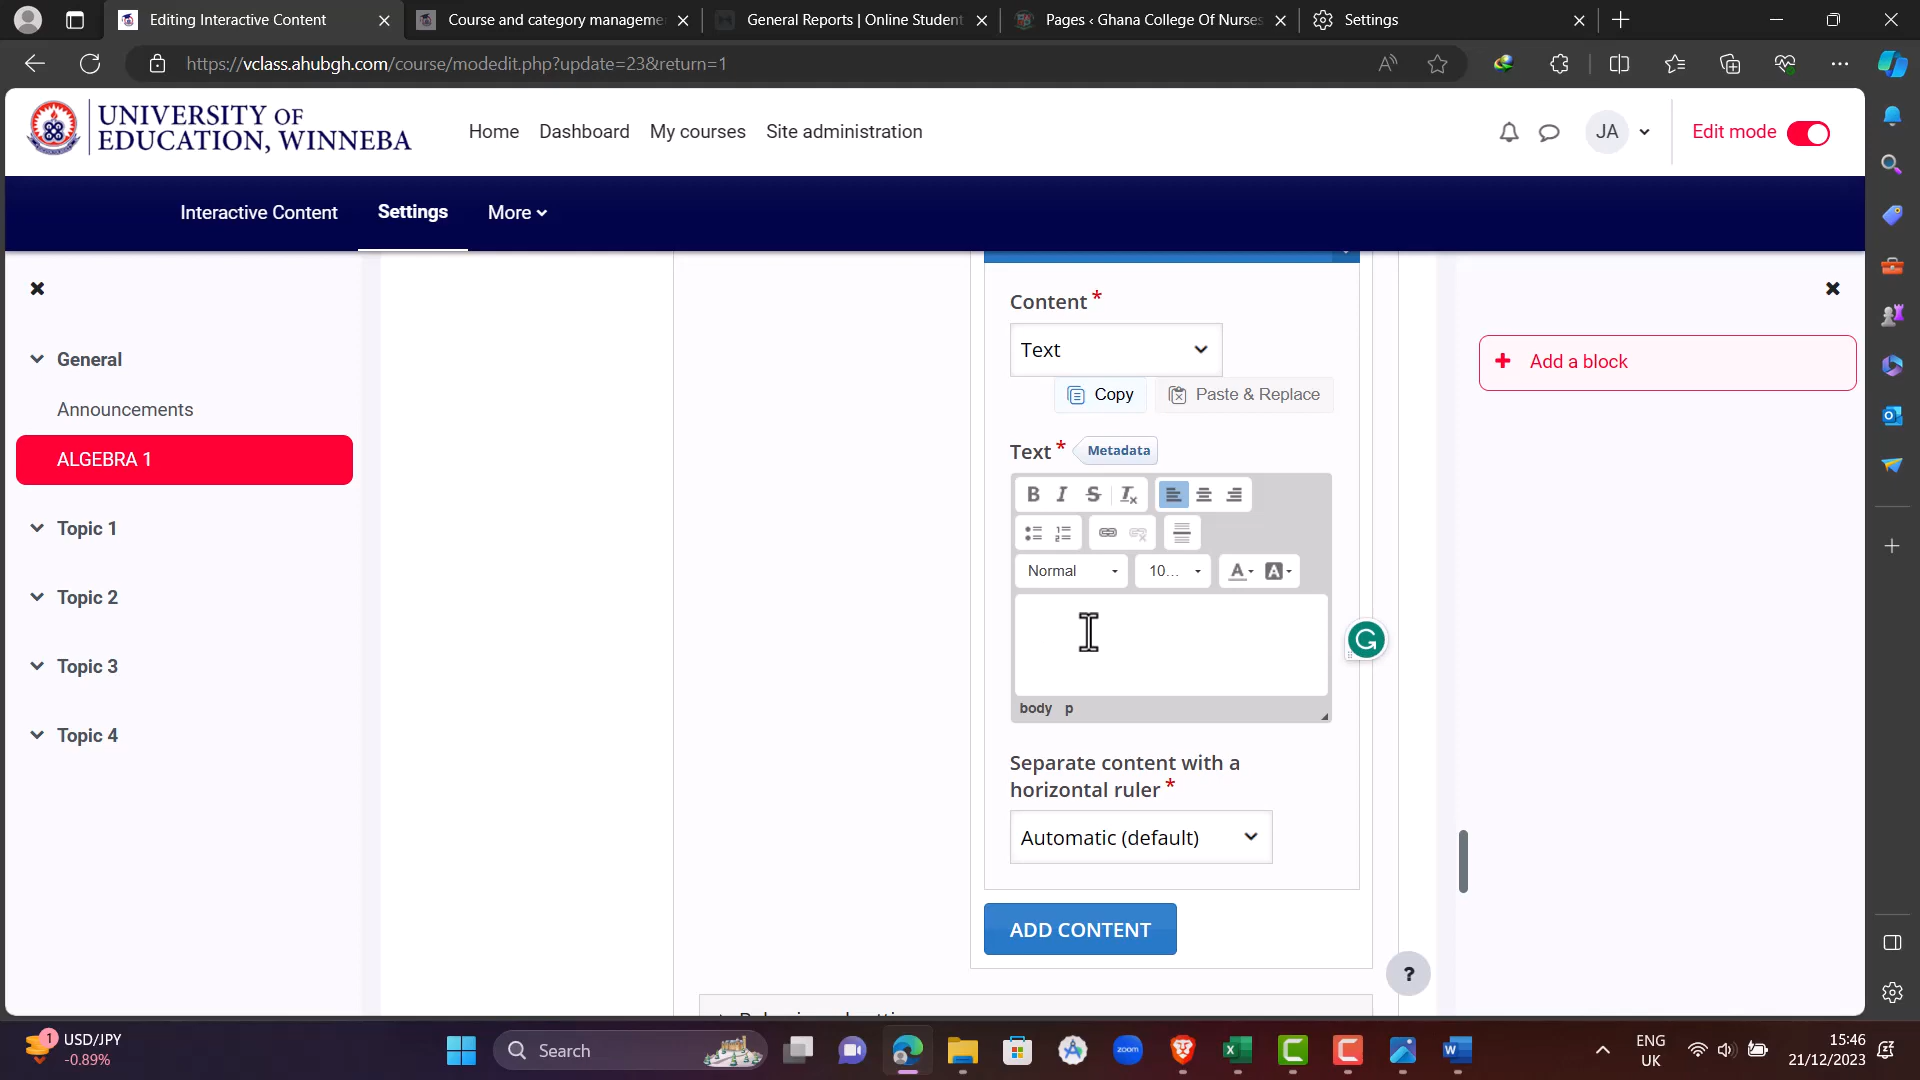 Editing Interactive Content
Course and category manageme
General Reports | Online Student
Pages ‹ Ghana College Of Nurses
Settings
https://vclass.ahubgh.com/course/modedit.php?update=23&return=1
UNIVERSITY OF
EDUCATION, WINNEBA
Home Dashboard My courses Site administration
JA
Edit mode
Interactive Content Settings More
General
Announcements
ALGEBRA 1
Topic 1
Topic 2
Topic 3
Topic 4
Content *
Text
Copy Paste & Replace
Text * Metadata
B I S Tx
Normal 10... A A
body p
Separate content with a
horizontal ruler *
Automatic (default)
ADD CONTENT
+ Add a block
?
1
USD/JPY
-0.89%
Search
zoom
ENG
UK
15:46
21/12/2023